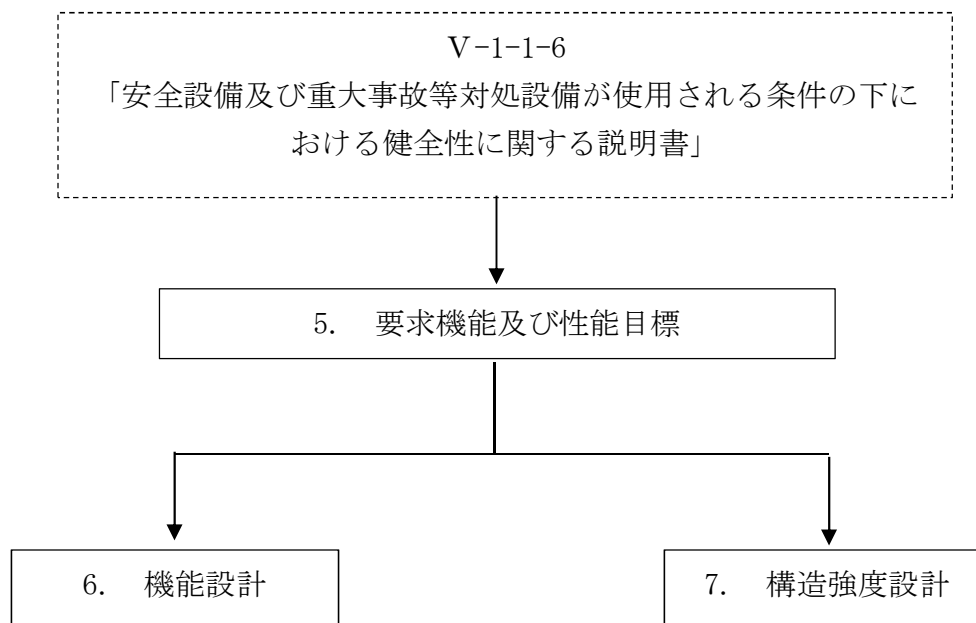 Ⅴ-1-1-6
「安全設備及び重大事故等対処設備が使用される条件の下に
おける健全性に関する説明書」
5. 要求機能及び性能目標
6. 機能設計
7. 構造強度設計